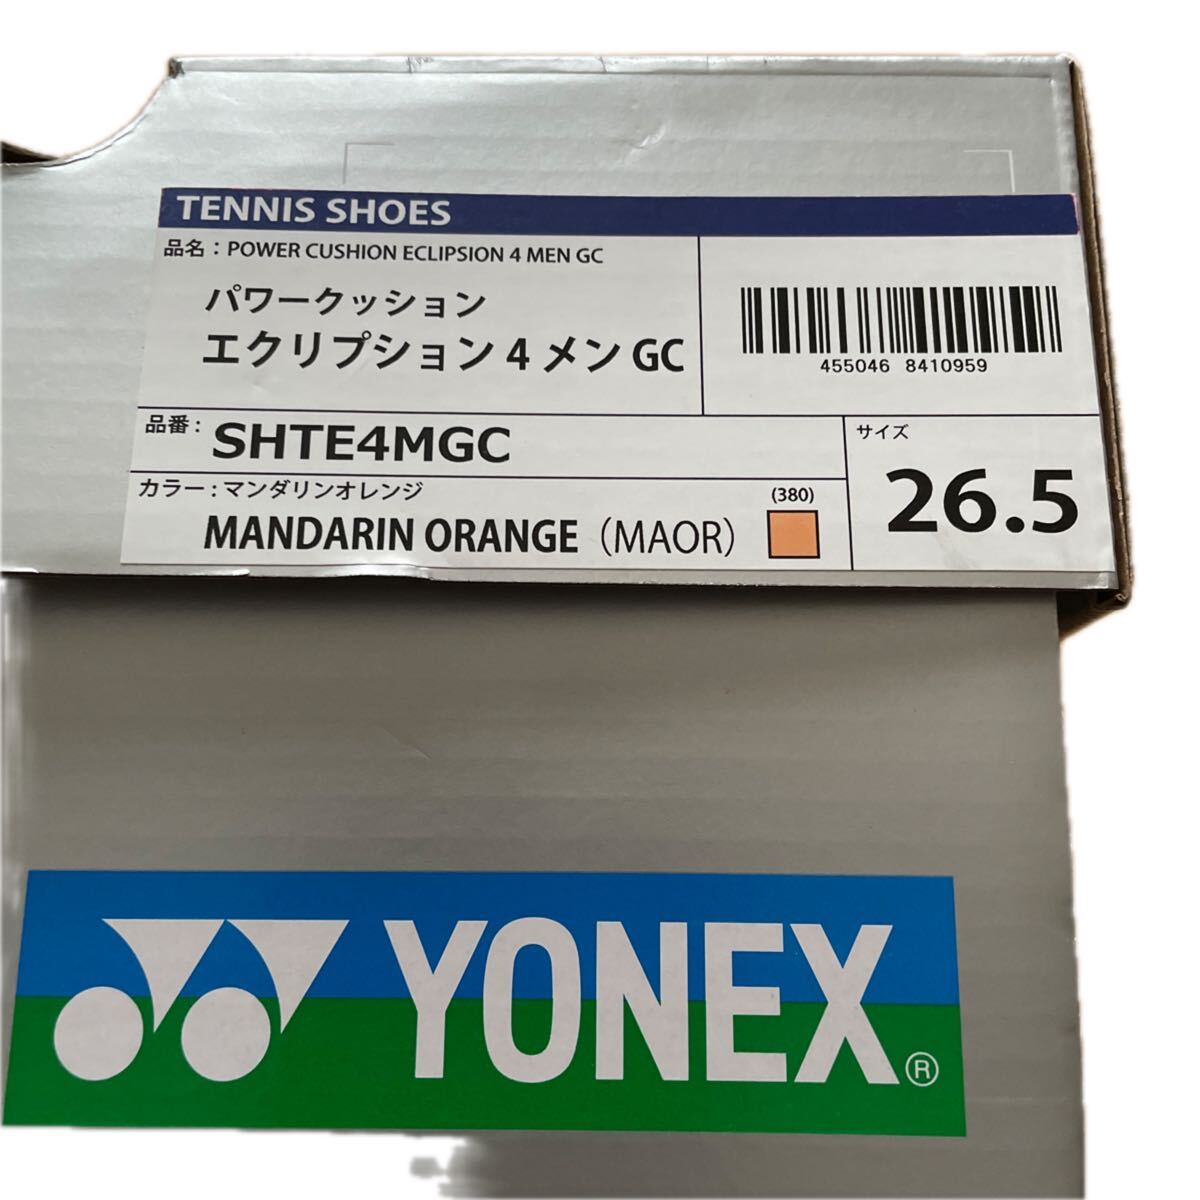 TENNIS SHOES
品名：POWER CUSHION ECLIPSION 4 MEN GC
パワークッション
エクリプション 4 メン GC
455046 8410959
品番： SHTE4MGC
サイズ
26.5
カラー：マンダリンオレンジ
(380)
MANDARIN ORANGE（MAOR）
YONEX®